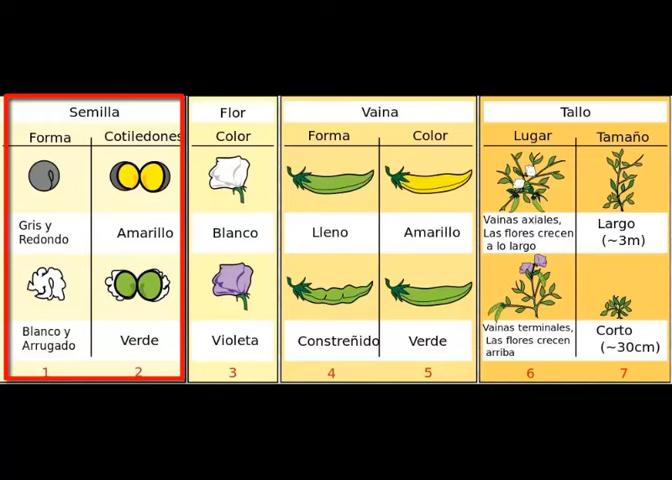 Semilla
Flor
Vaina
Tallo
Forma
Cotiledones
Color
Forma
Color
Lugar
Tamaño
Gris y
Redondo
Amarillo
Blanco
Lleno
Amarillo
Vainas axiales,
Las flores crecen
a lo largo
Largo
(~3m)
Blanco y
Arrugado
Verde
Violeta
Constreñido
Verde
Vainas terminales,
Las flores crecen
arriba
Corto
(~30cm)
1
2
3
4
5
6
7